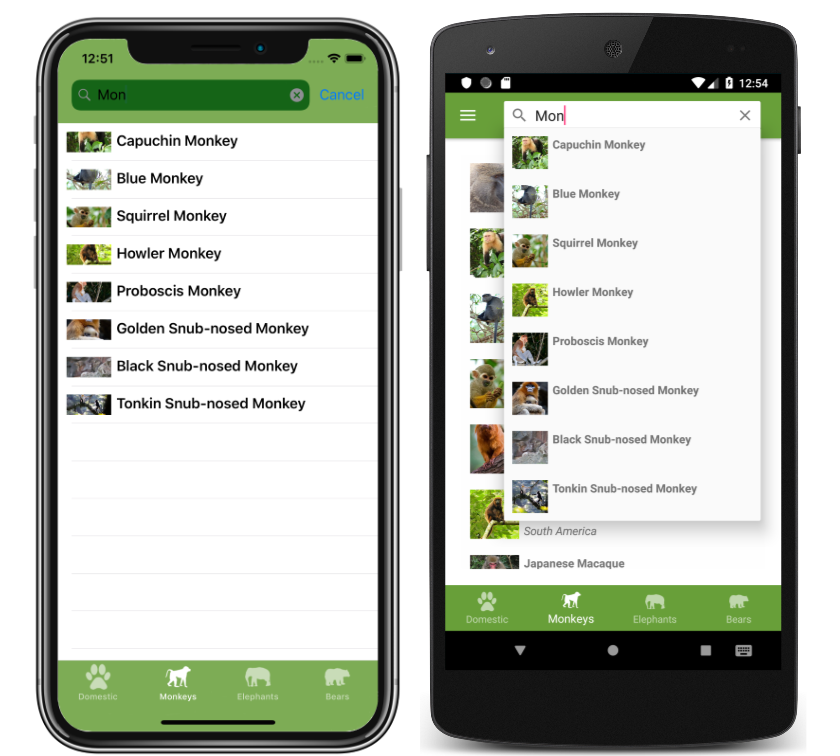 12:51
Mon
Cancel
Capuchin Monkey
Blue Monkey
Squirrel Monkey
Howler Monkey
Proboscis Monkey
Golden Snub-nosed Monkey
Black Snub-nosed Monkey
Tonkin Snub-nosed Monkey
Domestic
Monkeys
Elephants
Bears
12:54
Mon
Capuchin Monkey
Blue Monkey
Squirrel Monkey
Howler Monkey
Proboscis Monkey
Golden Snub-nosed Monkey
Black Snub-nosed Monkey
Tonkin Snub-nosed Monkey
South America
Japanese Macaque
Domestic
Monkeys
Elephants
Bears